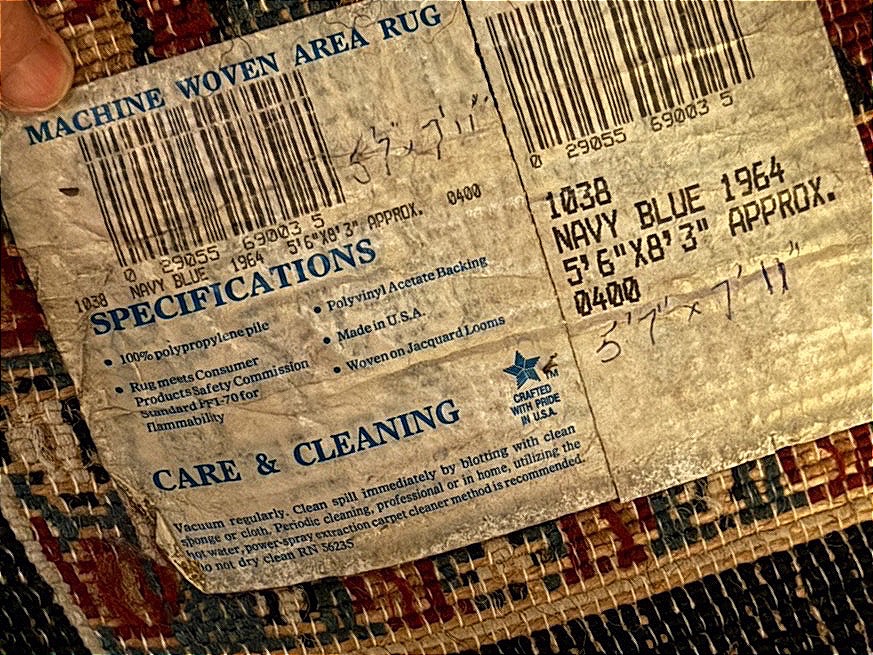 MACHINE WOVEN AREA RUG
5'7" x 7'11"
0 29055 69003 5
1038 NAVY BLUE 1964 5'6"X8'3" APPROX. 0400
SPECIFICATIONS
• 100% polypropylene pile
• Rug meets Consumer
Products Safety Commission
Standard FF1-70 for
flammability
• Polyvinyl Acetate Backing
• Made in U.S.A.
• Woven on Jacquard Looms
CRAFTED
WITH PRIDE
IN U.S.A.
TM
CARE & CLEANING
Vacuum regularly. Clean spill immediately by blotting with clean
sponge or cloth. Periodic cleaning, professional or in home, utilizing the
hot water, power-spray extraction carpet cleaner method is recommended.
Do not dry clean RN 56235
0 29055 69003 5
1038
NAVY BLUE 1964
5'6"X8'3" APPROX.
0400
5'7" x 7'11"